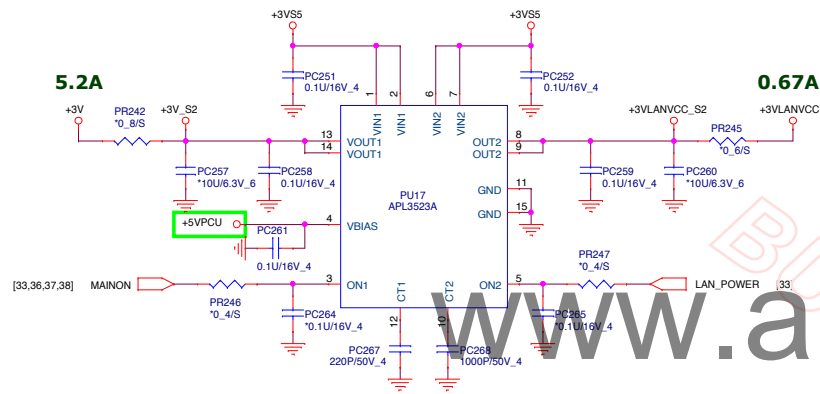 +3VS5
+3VS5
5.2A
PC251
0.1U/16V_4
PC252
0.1U/16V_4
0.67A
1
2
6
7
+3V
PR242
*0_8/S
+3V_S2
VIN1
VIN1
VIN2
VIN2
+3VLANVCC_S2
PR245
*0_6/S
+3VLANVCC
13
14
VOUT1
VOUT1
OUT2
OUT2
8
9
PC257
*10U/6.3V_6
PC258
0.1U/16V_4
PC259
0.1U/16V_4
PC260
*10U/6.3V_6
PU17
APL3523A
GND
11
GND
15
+5VPCU
PC261
0.1U/16V_4
4
VBIAS
[33,36,37,38]
MAINON
PR246
*0_4/S
3
ON1
ON2
5
PR247
*0_4/S
LAN_POWER
[33]
CT1
CT2
PC264
*0.1U/16V_4
12
10
PC265
*0.1U/16V_4
PC267
220P/50V_4
PC268
1000P/50V_4
www.a
BU